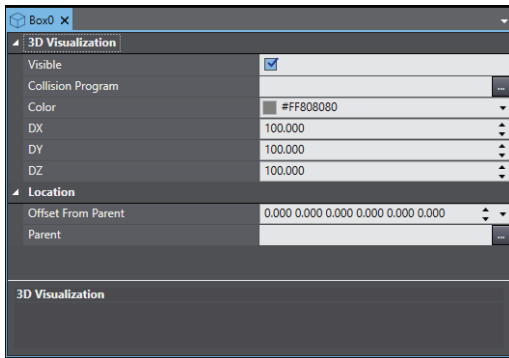 Box0
3D Visualization
Visible
Collision Program
...
Color #FF808080
DX 100.000
DY 100.000
DZ 100.000
Location
Offset From Parent 0.000 0.000 0.000 0.000 0.000 0.000
Parent
...
3D Visualization